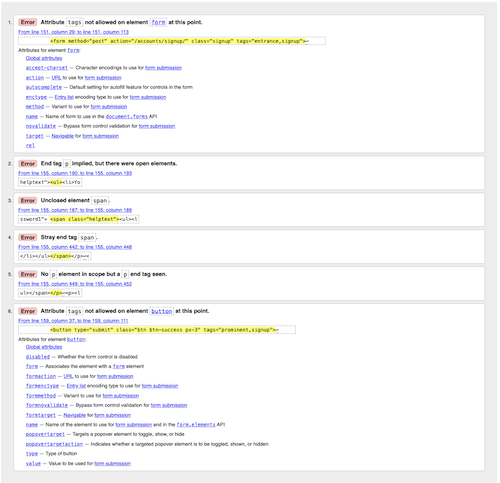 1. Error Attribute tags not allowed on element form at this point.
From line 151, column 29; to line 151, column 113
<form method="post" action="/accounts/signup/" class="signup" tags="entrance,signup">↩
Attributes for element form:
Global attributes
accept-charset — Character encodings to use for form submission
action — URL to use for form submission
autocomplete — Default setting for autofill feature for controls in the form
enctype — Entry list encoding type to use for form submission
method — Variant to use for form submission
name — Name of form to use in the document.forms API
novalidate — Bypass form control validation for form submission
target — Navigable for form submission
rel
2. Error End tag p implied, but there were open elements.
From line 155, column 190; to line 155, column 193
helptext"><ul><li>Yo
3. Error Unclosed element span.
From line 155, column 167; to line 155, column 189
ssword1"> <span class="helptext"><ul><l
4. Error Stray end tag span.
From line 155, column 442; to line 155, column 448
</li></ul></span></p>↩<
5. Error No p element in scope but a p end tag seen.
From line 155, column 449; to line 155, column 452
ul></span></p>↩<p><l
6. Error Attribute tags not allowed on element button at this point.
From line 159, column 37; to line 159, column 111
<button type="submit" class="btn btn-success px-3" tags="prominent,signup">↩
Attributes for element button:
Global attributes
disabled — Whether the form control is disabled
form — Associates the element with a form element
formaction — URL to use for form submission
formenctype — Entry list encoding type to use for form submission
formmethod — Variant to use for form submission
formnovalidate — Bypass form control validation for form submission
formtarget — Navigable for form submission
name — Name of the element to use for form submission and in the form.elements API
popovertarget — Targets a popover element to toggle, show, or hide
popovertargetaction — Indicates whether a targeted popover element is to be toggled, shown, or hidden
type — Type of button
value — Value to be used for form submission